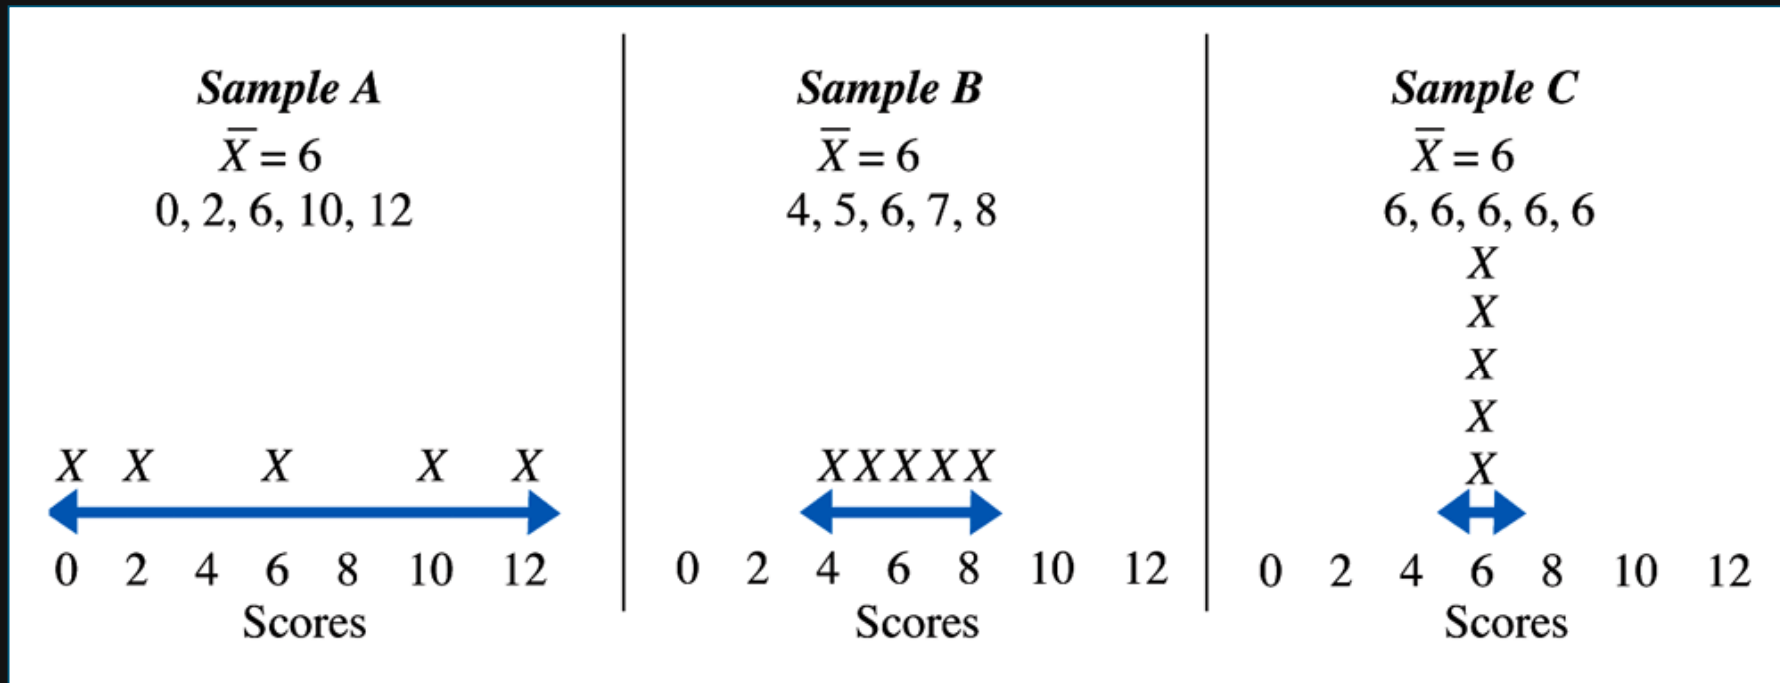 Sample A
X̅ = 6
0, 2, 6, 10, 12
X X X X X
0 2 4 6 8 10 12
Scores
Sample B
X̅ = 6
4, 5, 6, 7, 8
XXXXX
0 2 4 6 8 10 12
Scores
Sample C
X̅ = 6
6, 6, 6, 6, 6
X
X
X
X
X
0 2 4 6 8 10 12
Scores